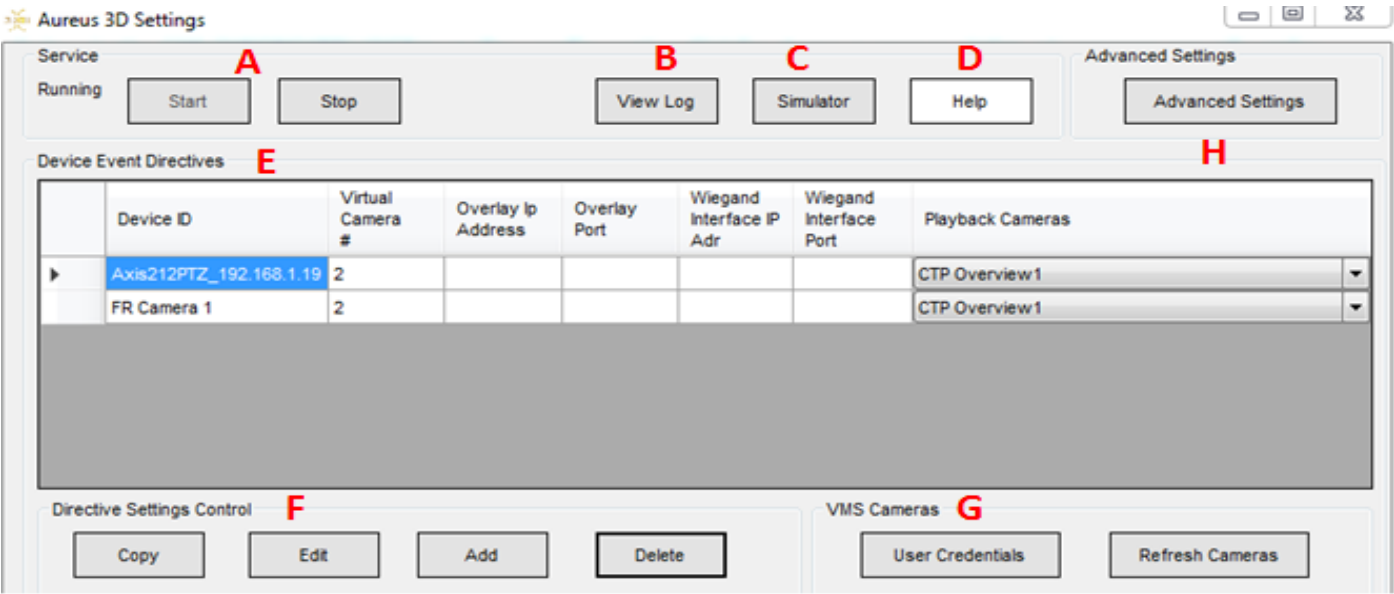 Aureus 3D Settings
Service A B C D Advanced Settings
Running Start Stop View Log Simulator Help Advanced Settings
H
Device Event Directives E
Device ID
Virtual Camera #
Overlay Ip Address
Overlay Port
Wiegand Interface IP Adr
Wiegand Interface Port
Playback Cameras
Axis212PTZ_192.168.1.19 2 CTP Overview1
FR Camera 1 2 CTP Overview1
Directive Settings Control F VMS Cameras G
Copy Edit Add Delete User Credentials Refresh Cameras